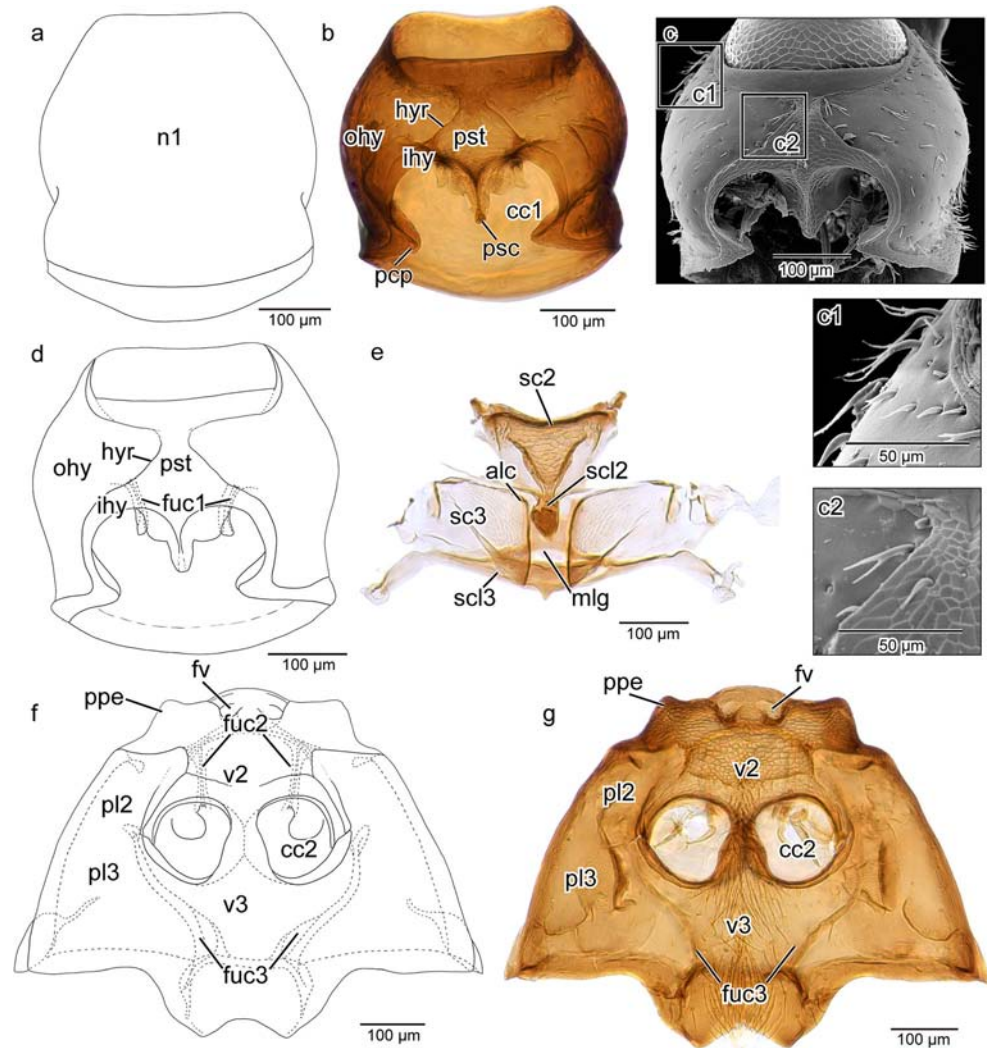 a
n1
100 µm
b
hyr
pst
ohy
ihy
cc1
psc
pcp
100 µm
c
c1
c2
100 µm
c1
50 µm
c2
50 µm
d
hyr
ohy
pst
ihy
fuc1
100 µm
e
sc2
alc
scl2
sc3
scl3
mlg
100 µm
f
fv
ppe
fuc2
v2
pl2
cc2
pl3
v3
fuc3
100 µm
g
ppe
fv
v2
pl2
cc2
pl3
v3
fuc3
100 µm